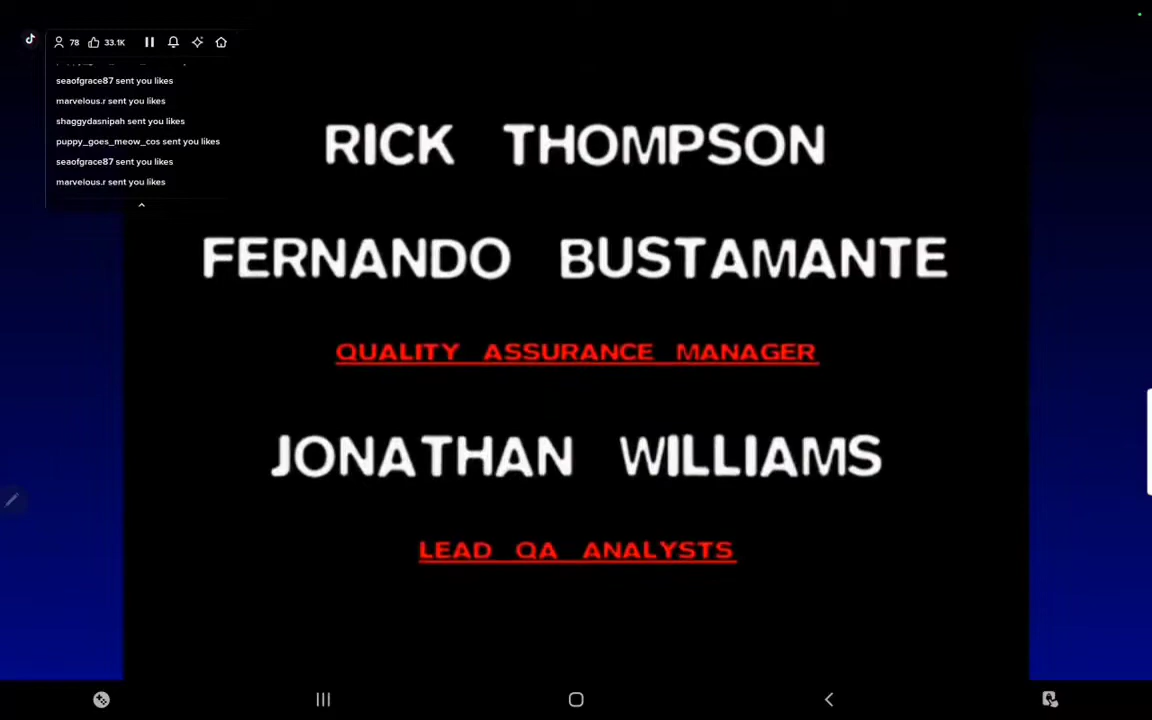 78 33.1K
seaofgrace87 sent you likes
marvelous.r sent you likes
shaggydasnipah sent you likes
puppy_goes_meow_cos sent you likes
seaofgrace87 sent you likes
marvelous.r sent you likes
RICK THOMPSON
FERNANDO BUSTAMANTE
QUALITY ASSURANCE MANAGER
JONATHAN WILLIAMS
LEAD QA ANALYSTS